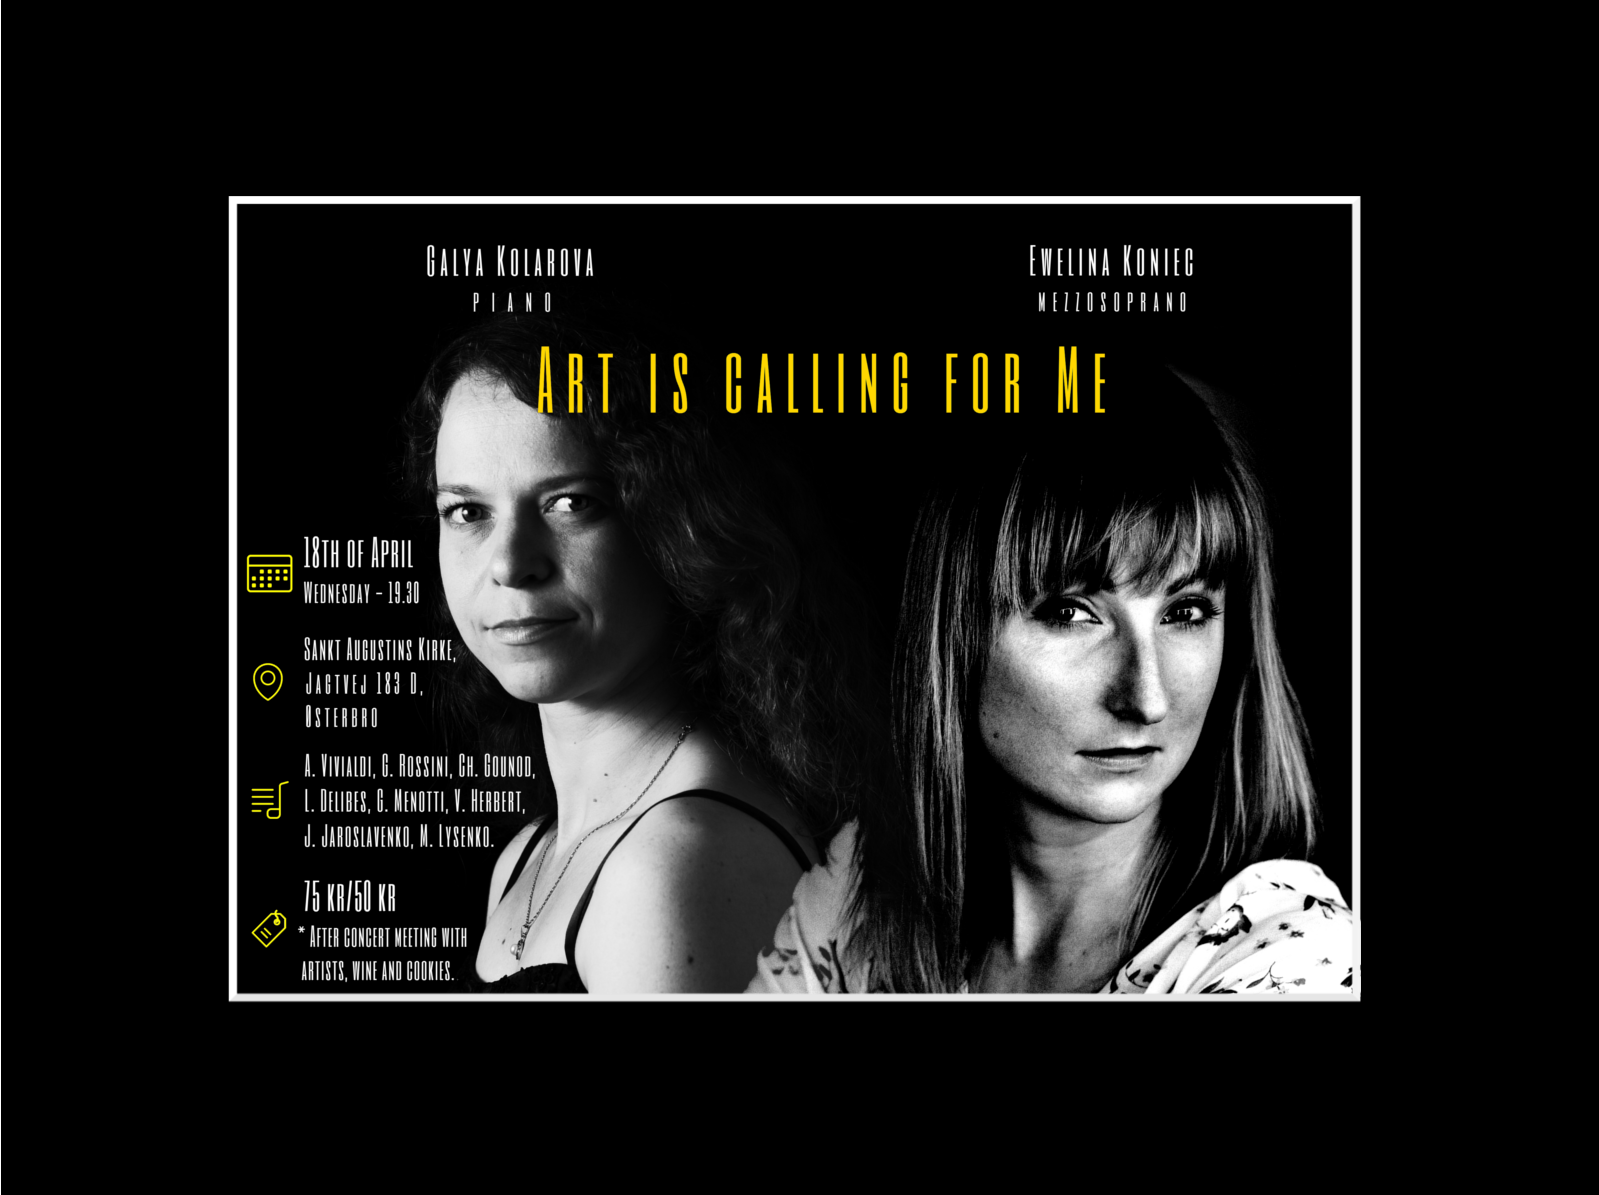 Galya Kolarova
piano
Ewelina Koniec
mezzosoprano
Art is calling for Me
18th of April
Wednesday - 19.30
Sankt Augustins Kirke,
Jagtvej 183 D,
Østerbro
A. Vivialdi, G. Rossini, Ch. Gounod,
L. Delibes, G. Menotti, V. Herbert,
J. Jaroslavenko, M. Lysenko.
75 kr/50 kr
* After concert meeting with
artists, wine and cookies.